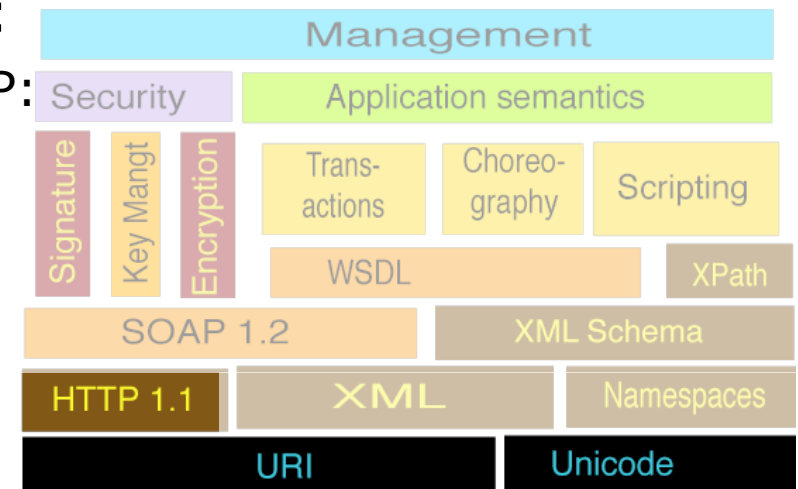 Management
P:
Security
Application semantics
Signature
Key Mangt
Encryption
Trans-
actions
Choreo-
graphy
Scripting
WSDL
XPath
SOAP 1.2
XML Schema
HTTP 1.1
XML
Namespaces
URI
Unicode